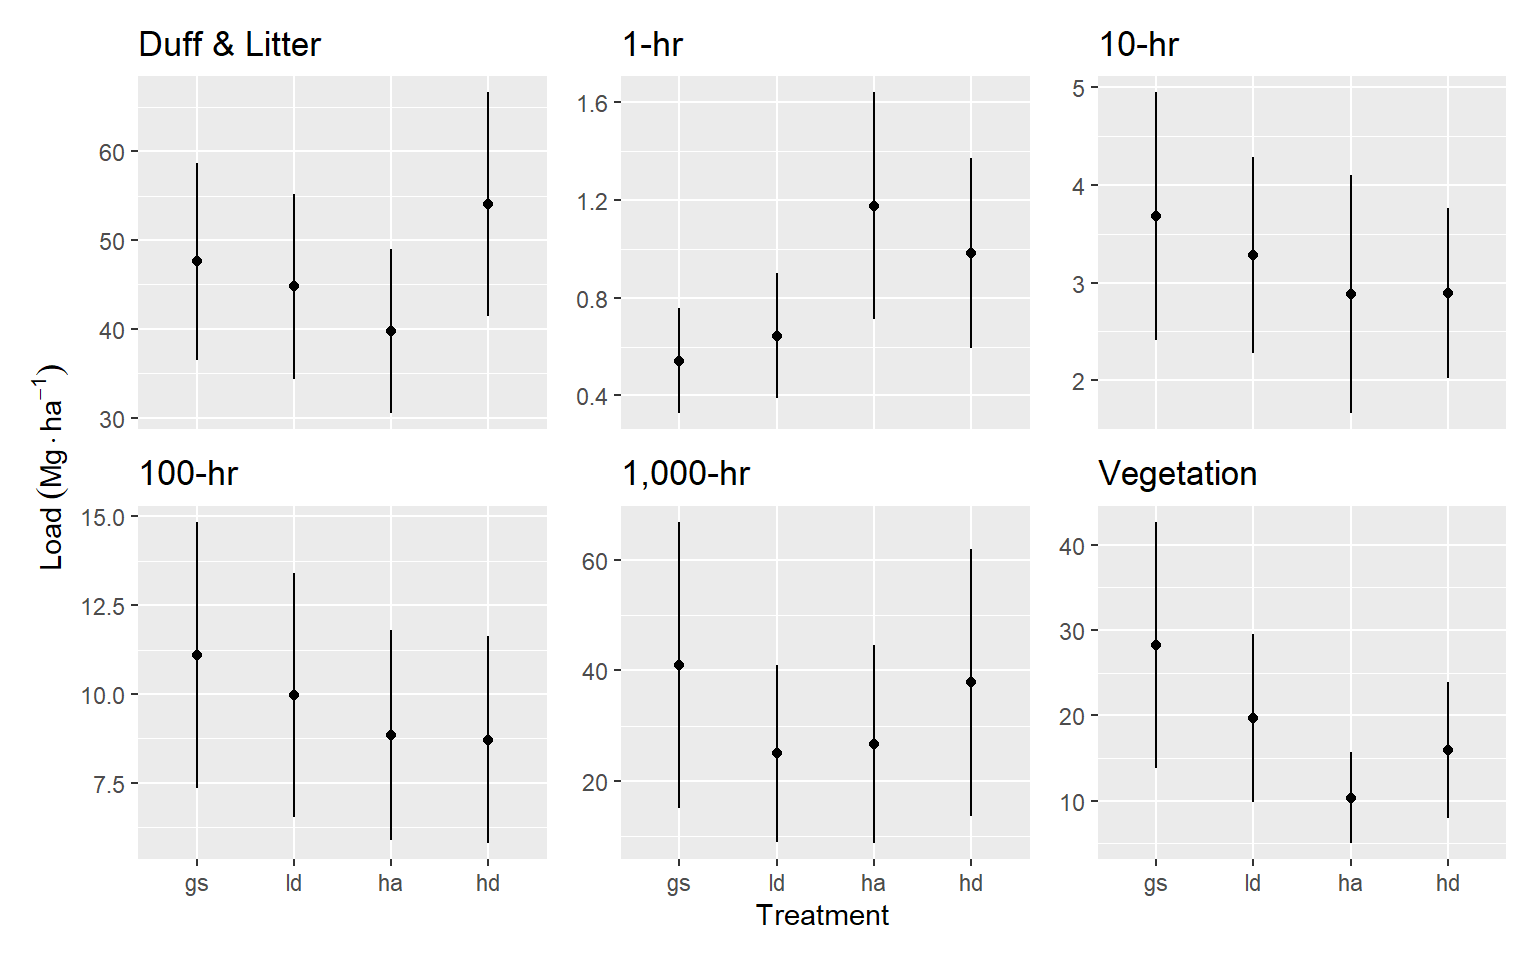 Duff & Litter
1-hr
10-hr
60
50
40
30
1.6
1.2
0.8
0.4
5
4
3
2
Load (Mg · ha⁻¹)
100-hr
1,000-hr
Vegetation
15.0
12.5
10.0
7.5
60
40
20
40
30
20
10
gs ld ha hd
gs ld ha hd
gs ld ha hd
Treatment